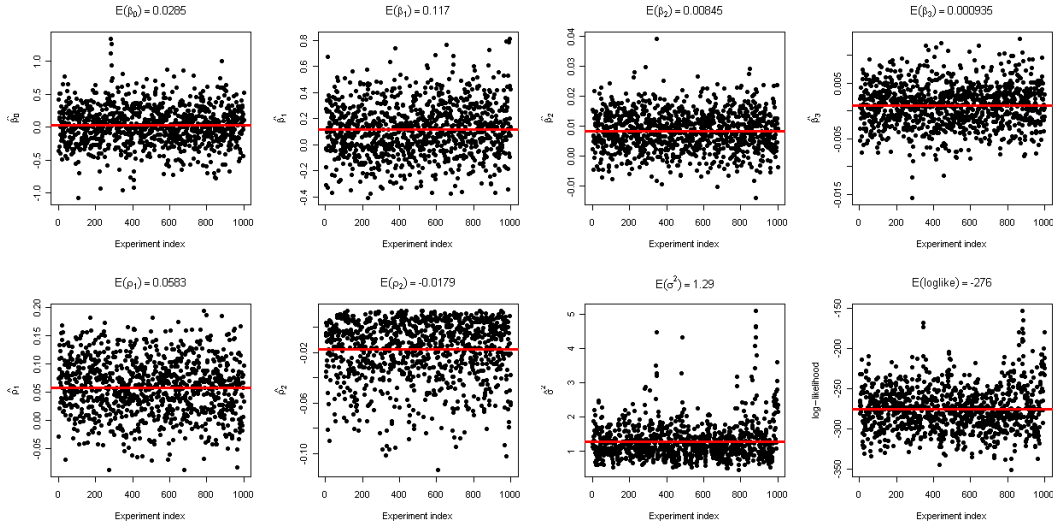 E(β₀) = 0.0285
E(β₁) = 0.117
E(β₂) = 0.00845
E(β₃) = 0.000935
β̂₀
1.0
0.5
0.0
-0.5
-1.0
0 200 400 600 800 1000
Experiment index
β̂₁
0.8
0.6
0.4
0.2
0.0
-0.2
-0.4
0 200 400 600 800 1000
Experiment index
β̂₂
0.04
0.03
0.02
0.01
0.00
-0.01
0 200 400 600 800 1000
Experiment index
β̂₃
0.005
-0.005
-0.015
0 200 400 600 800 1000
Experiment index
E(ρ₁) = 0.0583
E(ρ₂) = -0.0179
E(σ²) = 1.29
E(loglike) = -276
ρ̂₁
0.20
0.15
0.10
0.05
0.00
-0.05
0 200 400 600 800 1000
Experiment index
ρ̂₂
-0.02
-0.06
-0.10
0 200 400 600 800 1000
Experiment index
σ̂²
5
4
3
2
1
0 200 400 600 800 1000
Experiment index
log-likelihood
-150
-200
-250
-300
-350
0 200 400 600 800 1000
Experiment index